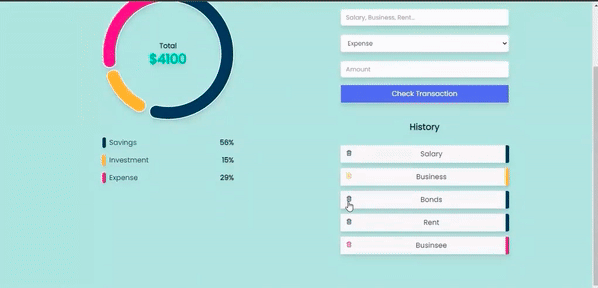 Salary, Business, Rent...
Total
$4100
Expense
Amount
Check Transaction
History
Savings 56%
Investment 15%
Expense 29%
Salary
Business
Bonds
Rent
Businsee